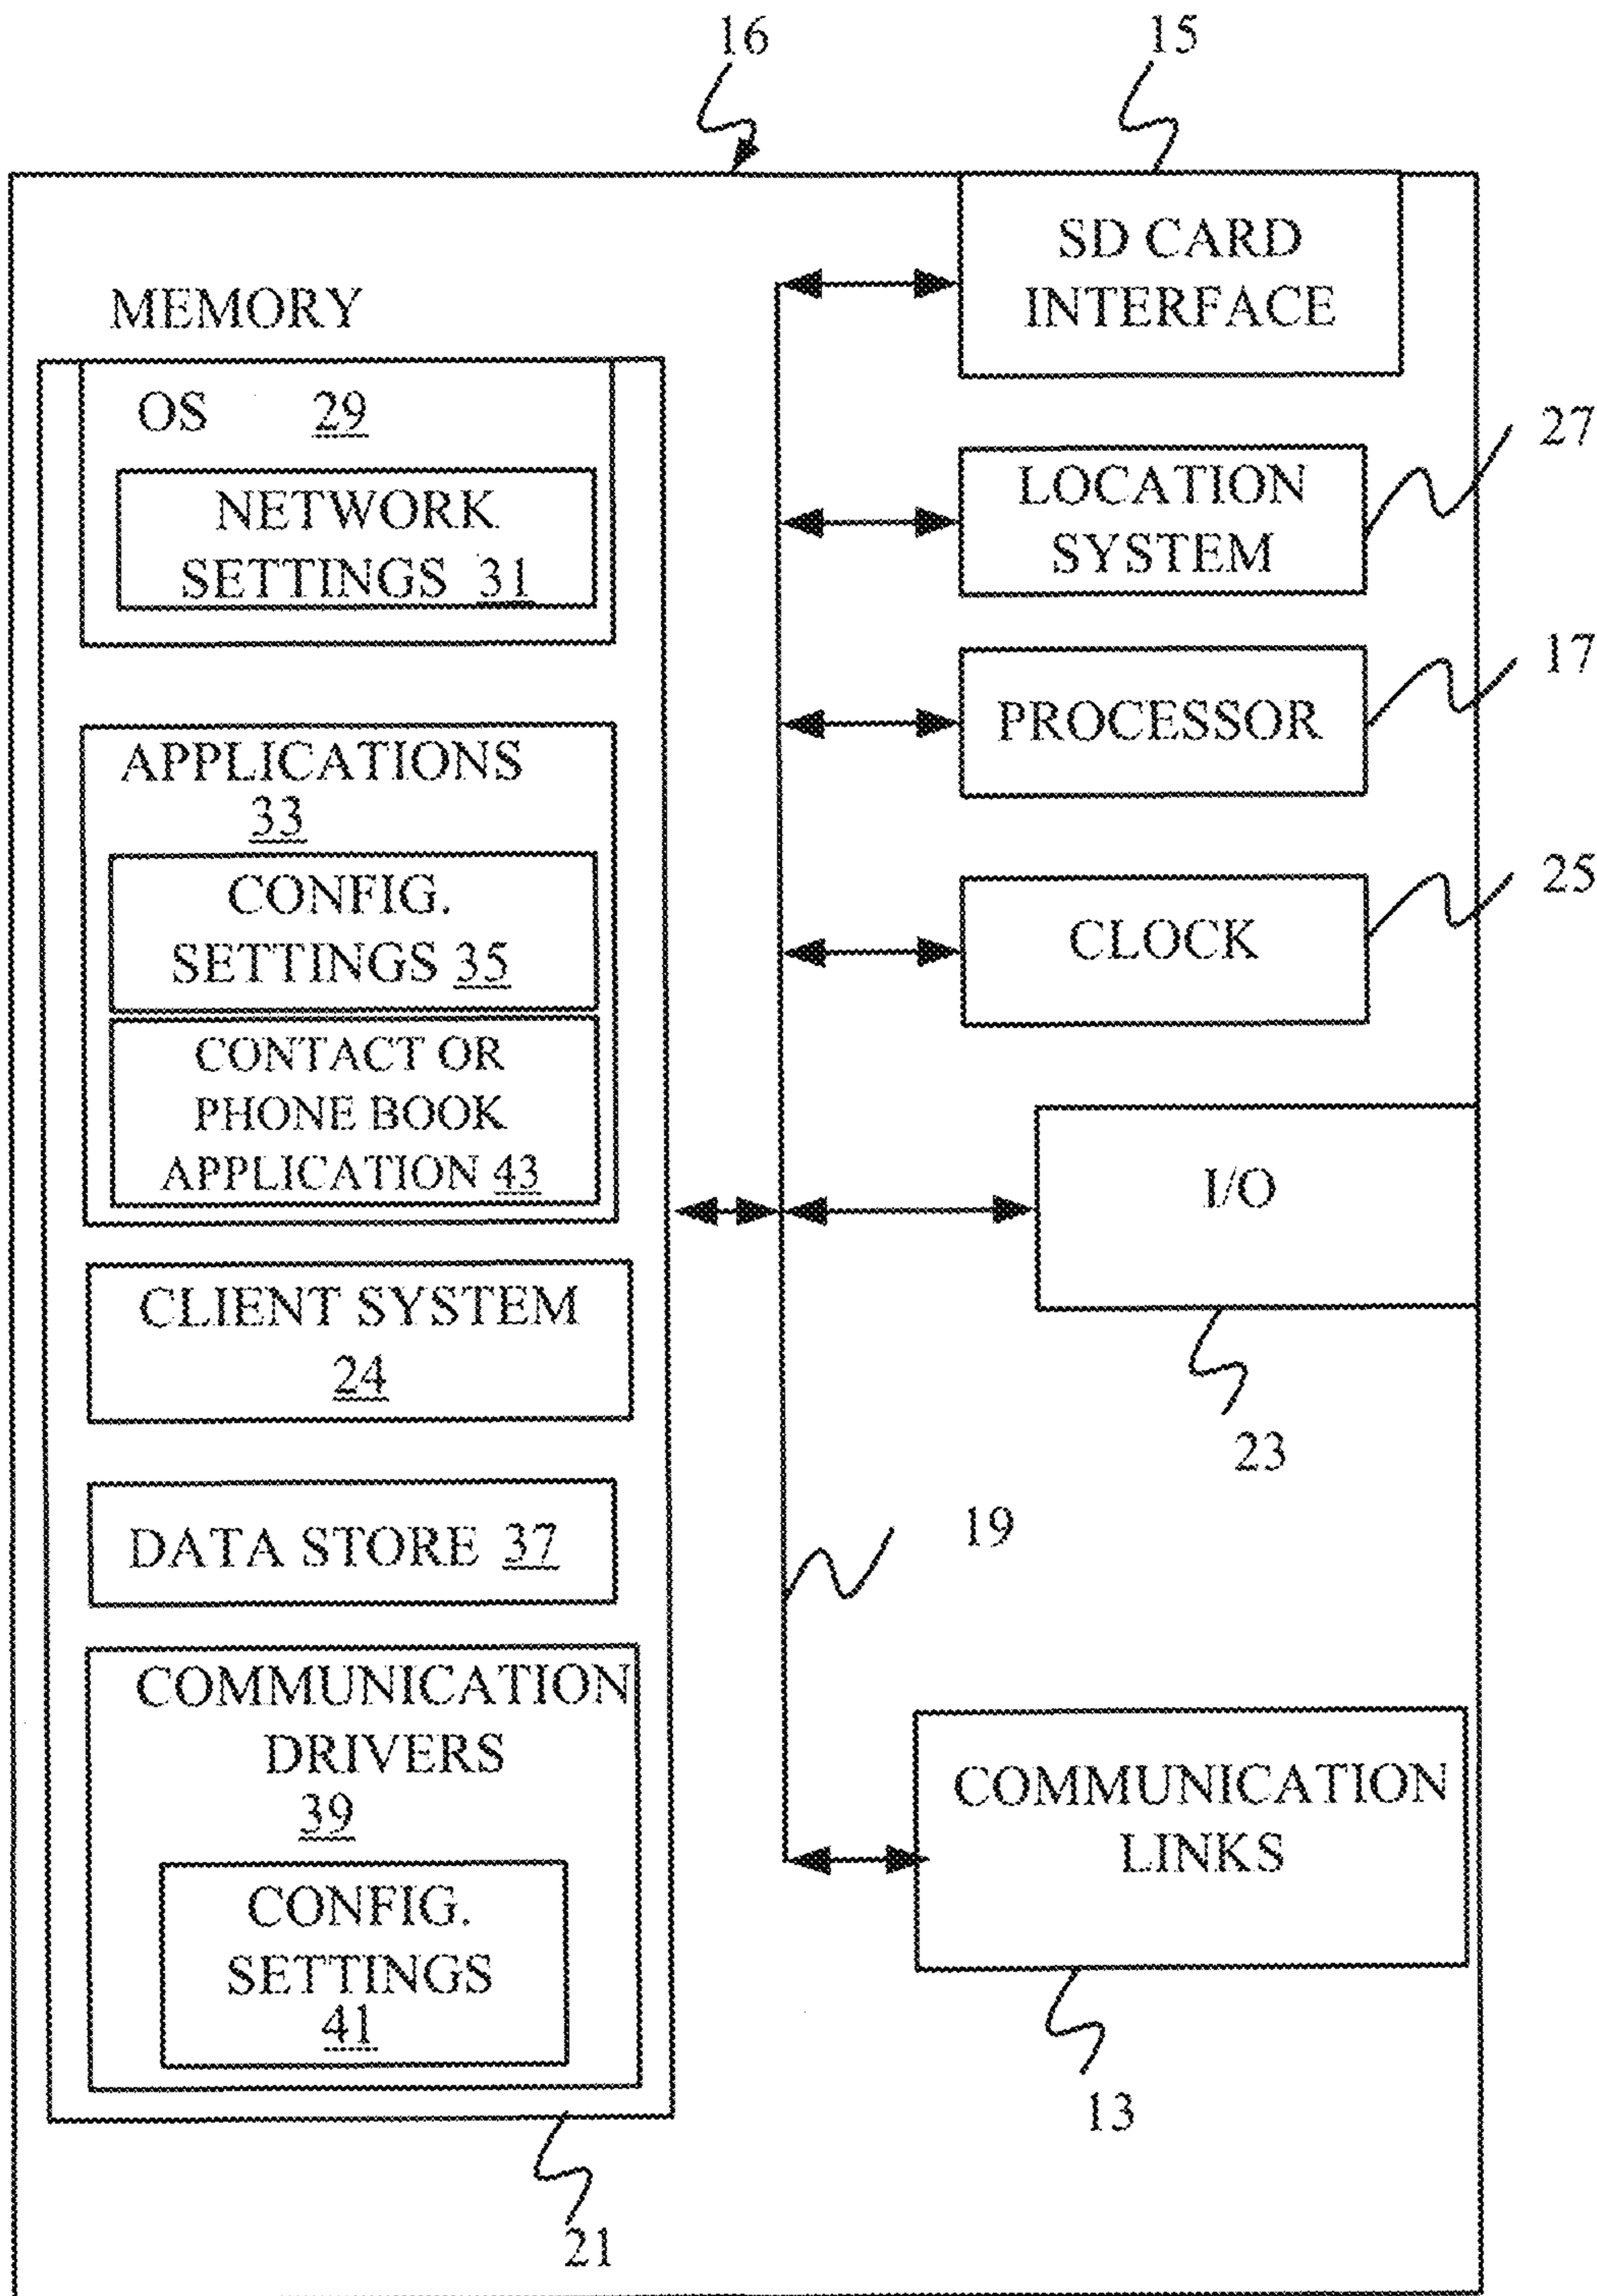 16
15
SD CARD
INTERFACE
MEMORY
OS 29
NETWORK
SETTINGS 31
APPLICATIONS
33
CONFIG.
SETTINGS 35
CONTACT OR
PHONE BOOK
APPLICATION 43
CLIENT SYSTEM
24
DATA STORE 37
COMMUNICATION
DRIVERS
39
CONFIG.
SETTINGS
41
21
LOCATION
SYSTEM
27
PROCESSOR
17
CLOCK
25
I/O
23
19
COMMUNICATION
LINKS
13